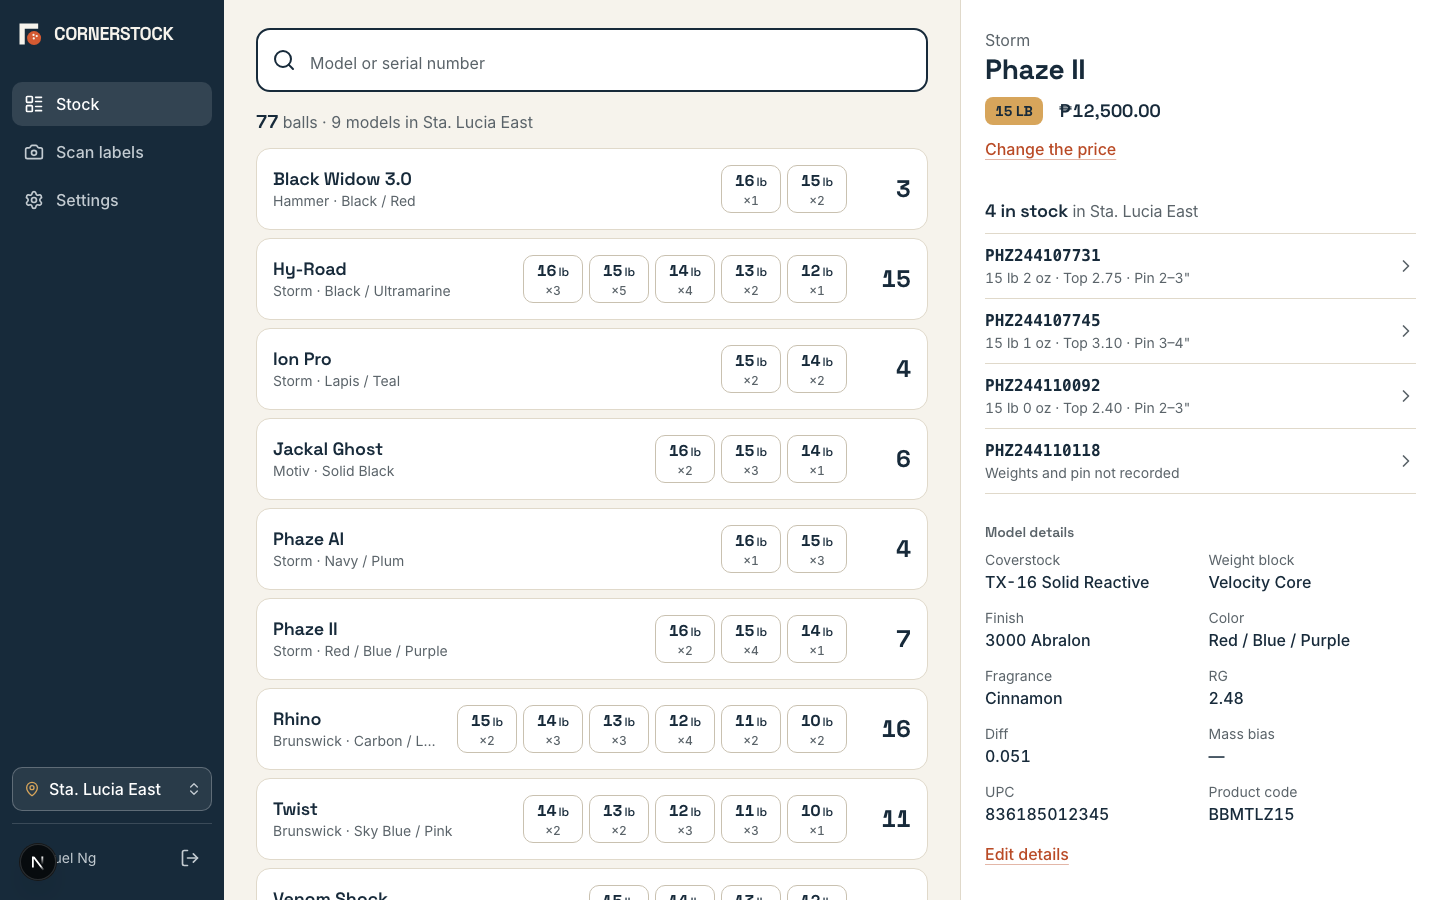 CORNERSTOCK
Stock
Scan labels
Settings
Sta. Lucia East
N
uel Ng
Model or serial number
77 balls · 9 models in Sta. Lucia East
Black Widow 3.0
Hammer · Black / Red
16 lb ×1
15 lb ×2
3
Hy-Road
Storm · Black / Ultramarine
16 lb ×3
15 lb ×5
14 lb ×4
13 lb ×2
12 lb ×1
15
Ion Pro
Storm · Lapis / Teal
15 lb ×2
14 lb ×2
4
Jackal Ghost
Motiv · Solid Black
16 lb ×2
15 lb ×3
14 lb ×1
6
Phaze AI
Storm · Navy / Plum
16 lb ×1
15 lb ×3
4
Phaze II
Storm · Red / Blue / Purple
16 lb ×2
15 lb ×4
14 lb ×1
7
Rhino
Brunswick · Carbon / L...
15 lb ×2
14 lb ×3
13 lb ×3
12 lb ×4
11 lb ×2
10 lb ×2
16
Twist
Brunswick · Sky Blue / Pink
14 lb ×2
13 lb ×2
12 lb ×3
11 lb ×3
10 lb ×1
11
Venom Shock
15 lb
14 lb
13 lb
12 lb
Storm
Phaze II
15 LB
₱12,500.00
Change the price
4 in stock in Sta. Lucia East
PHZ244107731
15 lb 2 oz · Top 2.75 · Pin 2–3"
PHZ244107745
15 lb 1 oz · Top 3.10 · Pin 3–4"
PHZ244110092
15 lb 0 oz · Top 2.40 · Pin 2–3"
PHZ244110118
Weights and pin not recorded
Model details
Coverstock
TX-16 Solid Reactive
Weight block
Velocity Core
Finish
3000 Abralon
Color
Red / Blue / Purple
Fragrance
Cinnamon
RG
2.48
Diff
0.051
Mass bias
—
UPC
836185012345
Product code
BBMTLZ15
Edit details